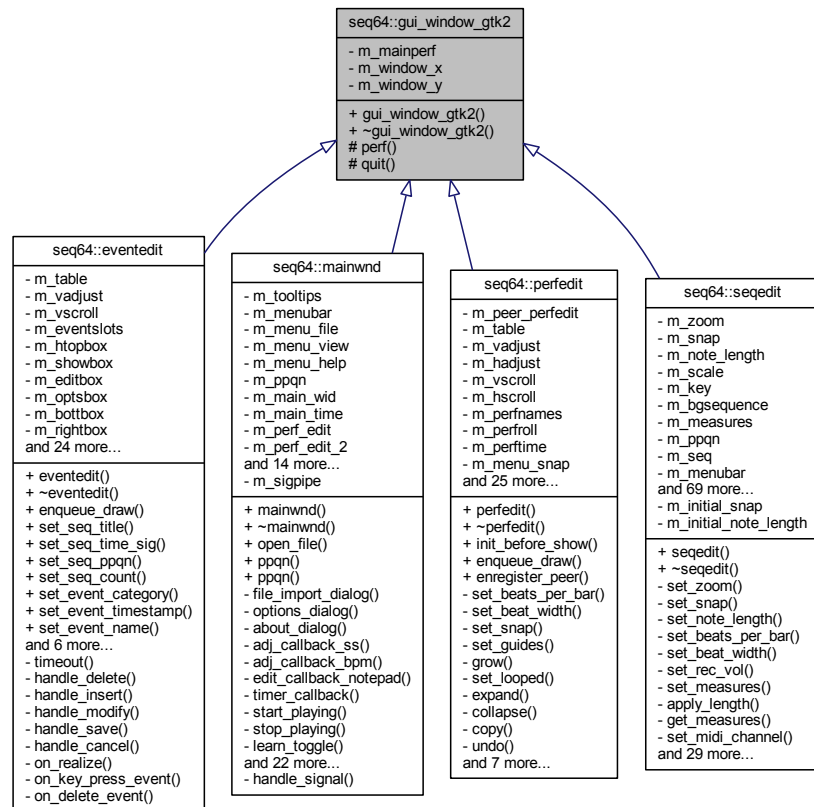 seq64::gui_window_gtk2
- m_mainperf
- m_window_x
- m_window_y
+ gui_window_gtk2()
+ ~gui_window_gtk2()
# perf()
# quit()
seq64::eventedit
- m_table
- m_vadjust
- m_vscroll
- m_eventslots
- m_htopbox
- m_showbox
- m_editbox
- m_optsbox
- m_bottbox
- m_rightbox
and 24 more...
+ eventedit()
+ ~eventedit()
+ enqueue_draw()
+ set_seq_title()
+ set_seq_time_sig()
+ set_seq_ppqn()
+ set_seq_count()
+ set_event_category()
+ set_event_timestamp()
+ set_event_name()
and 6 more...
- timeout()
- handle_delete()
- handle_insert()
- handle_modify()
- handle_save()
- handle_cancel()
- on_realize()
- on_key_press_event()
- on_delete_event()
seq64::mainwnd
- m_tooltips
- m_menubar
- m_menu_file
- m_menu_view
- m_menu_help
- m_ppqn
- m_main_wid
- m_main_time
- m_perf_edit
- m_perf_edit_2
and 14 more...
- m_sigpipe
+ mainwnd()
+ ~mainwnd()
+ open_file()
+ ppqn()
+ ppqn()
- file_import_dialog()
- options_dialog()
- about_dialog()
- adj_callback_ss()
- adj_callback_bpm()
- edit_callback_notepad()
- timer_callback()
- start_playing()
- stop_playing()
- learn_toggle()
and 22 more...
- handle_signal()
seq64::perfedit
- m_peer_perfedit
- m_table
- m_vadjust
- m_hadjust
- m_vscroll
- m_hscroll
- m_perfnames
- m_perfroll
- m_perftime
- m_menu_snap
and 25 more...
+ perfedit()
+ ~perfedit()
+ init_before_show()
+ enqueue_draw()
+ enregister_peer()
- set_beats_per_bar()
- set_beat_width()
- set_snap()
- set_guides()
- grow()
- set_looped()
- expand()
- collapse()
- copy()
- undo()
and 7 more...
seq64::seqedit
- m_zoom
- m_snap
- m_note_length
- m_scale
- m_key
- m_bgsequence
- m_measures
- m_ppqn
- m_seq
- m_menubar
and 69 more...
- m_initial_snap
- m_initial_note_length
+ seqedit()
+ ~seqedit()
- set_zoom()
- set_snap()
- set_note_length()
- set_beats_per_bar()
- set_beat_width()
- set_rec_vol()
- set_measures()
- apply_length()
- get_measures()
- set_midi_channel()
and 29 more...